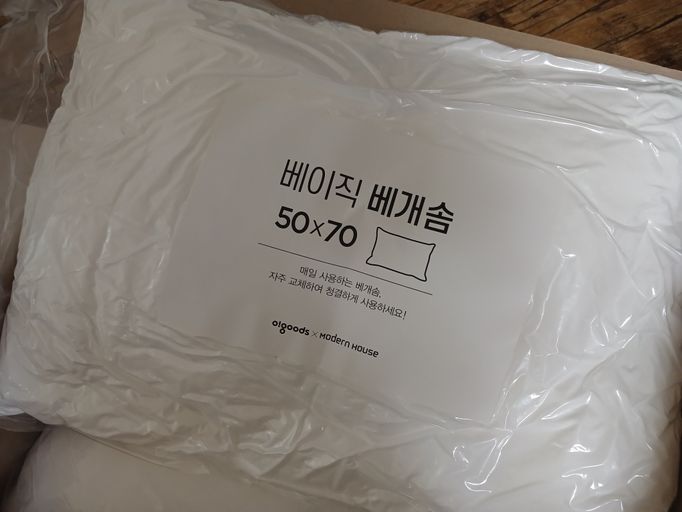 베이직 베개솜
50x70
매일 사용하는 베개솜,
자주 교체하여 청결하게 사용하세요!
olgoods × Modern House